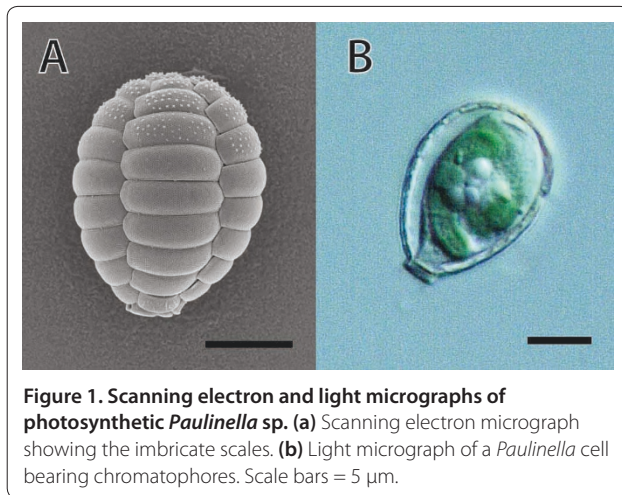 A
B
Figure 1. Scanning electron and light micrographs of
photosynthetic Paulinella sp. (a) Scanning electron micrograph
showing the imbricate scales. (b) Light micrograph of a Paulinella cell
bearing chromatophores. Scale bars = 5 µm.